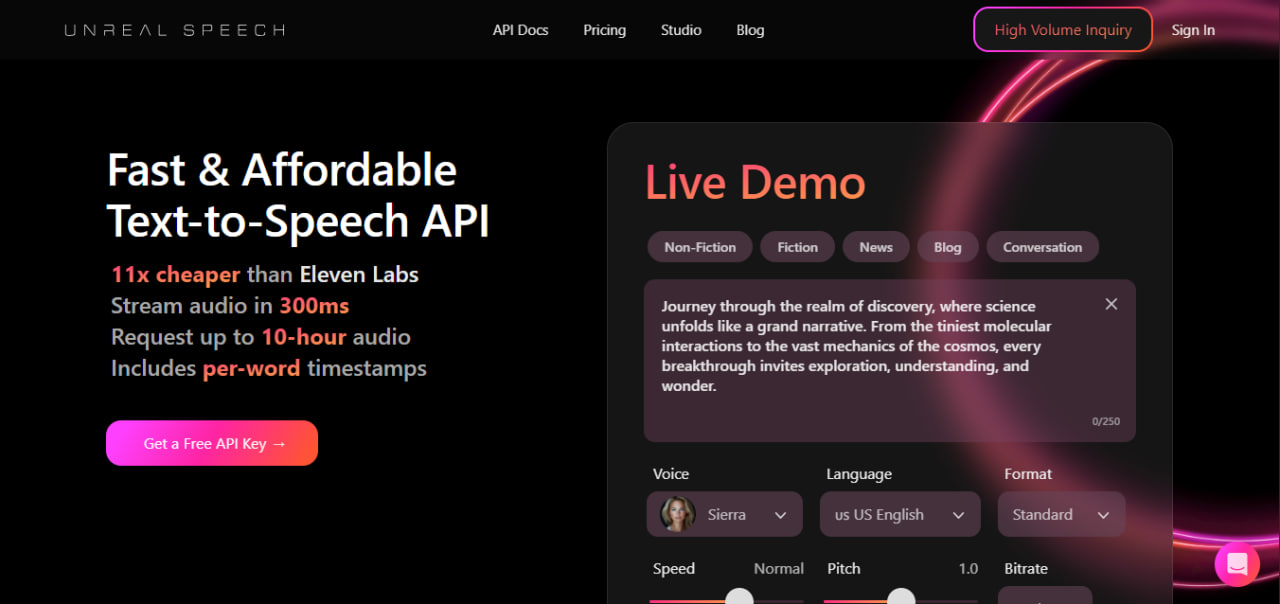 UNREAL SPEECH
API Docs
Pricing
Studio
Blog
High Volume Inquiry
Sign In
Fast & Affordable
Text-to-Speech API
11x cheaper than Eleven Labs
Stream audio in 300ms
Request up to 10-hour audio
Includes per-word timestamps
Get a Free API Key →
Live Demo
Non-Fiction
Fiction
News
Blog
Conversation
Journey through the realm of discovery, where science
unfolds like a grand narrative. From the tiniest molecular
interactions to the vast mechanics of the cosmos, every
breakthrough invites exploration, understanding, and
wonder.
0/250
Voice
Language
Format
Sierra
us US English
Standard
Speed
Normal
Pitch
1.0
Bitrate